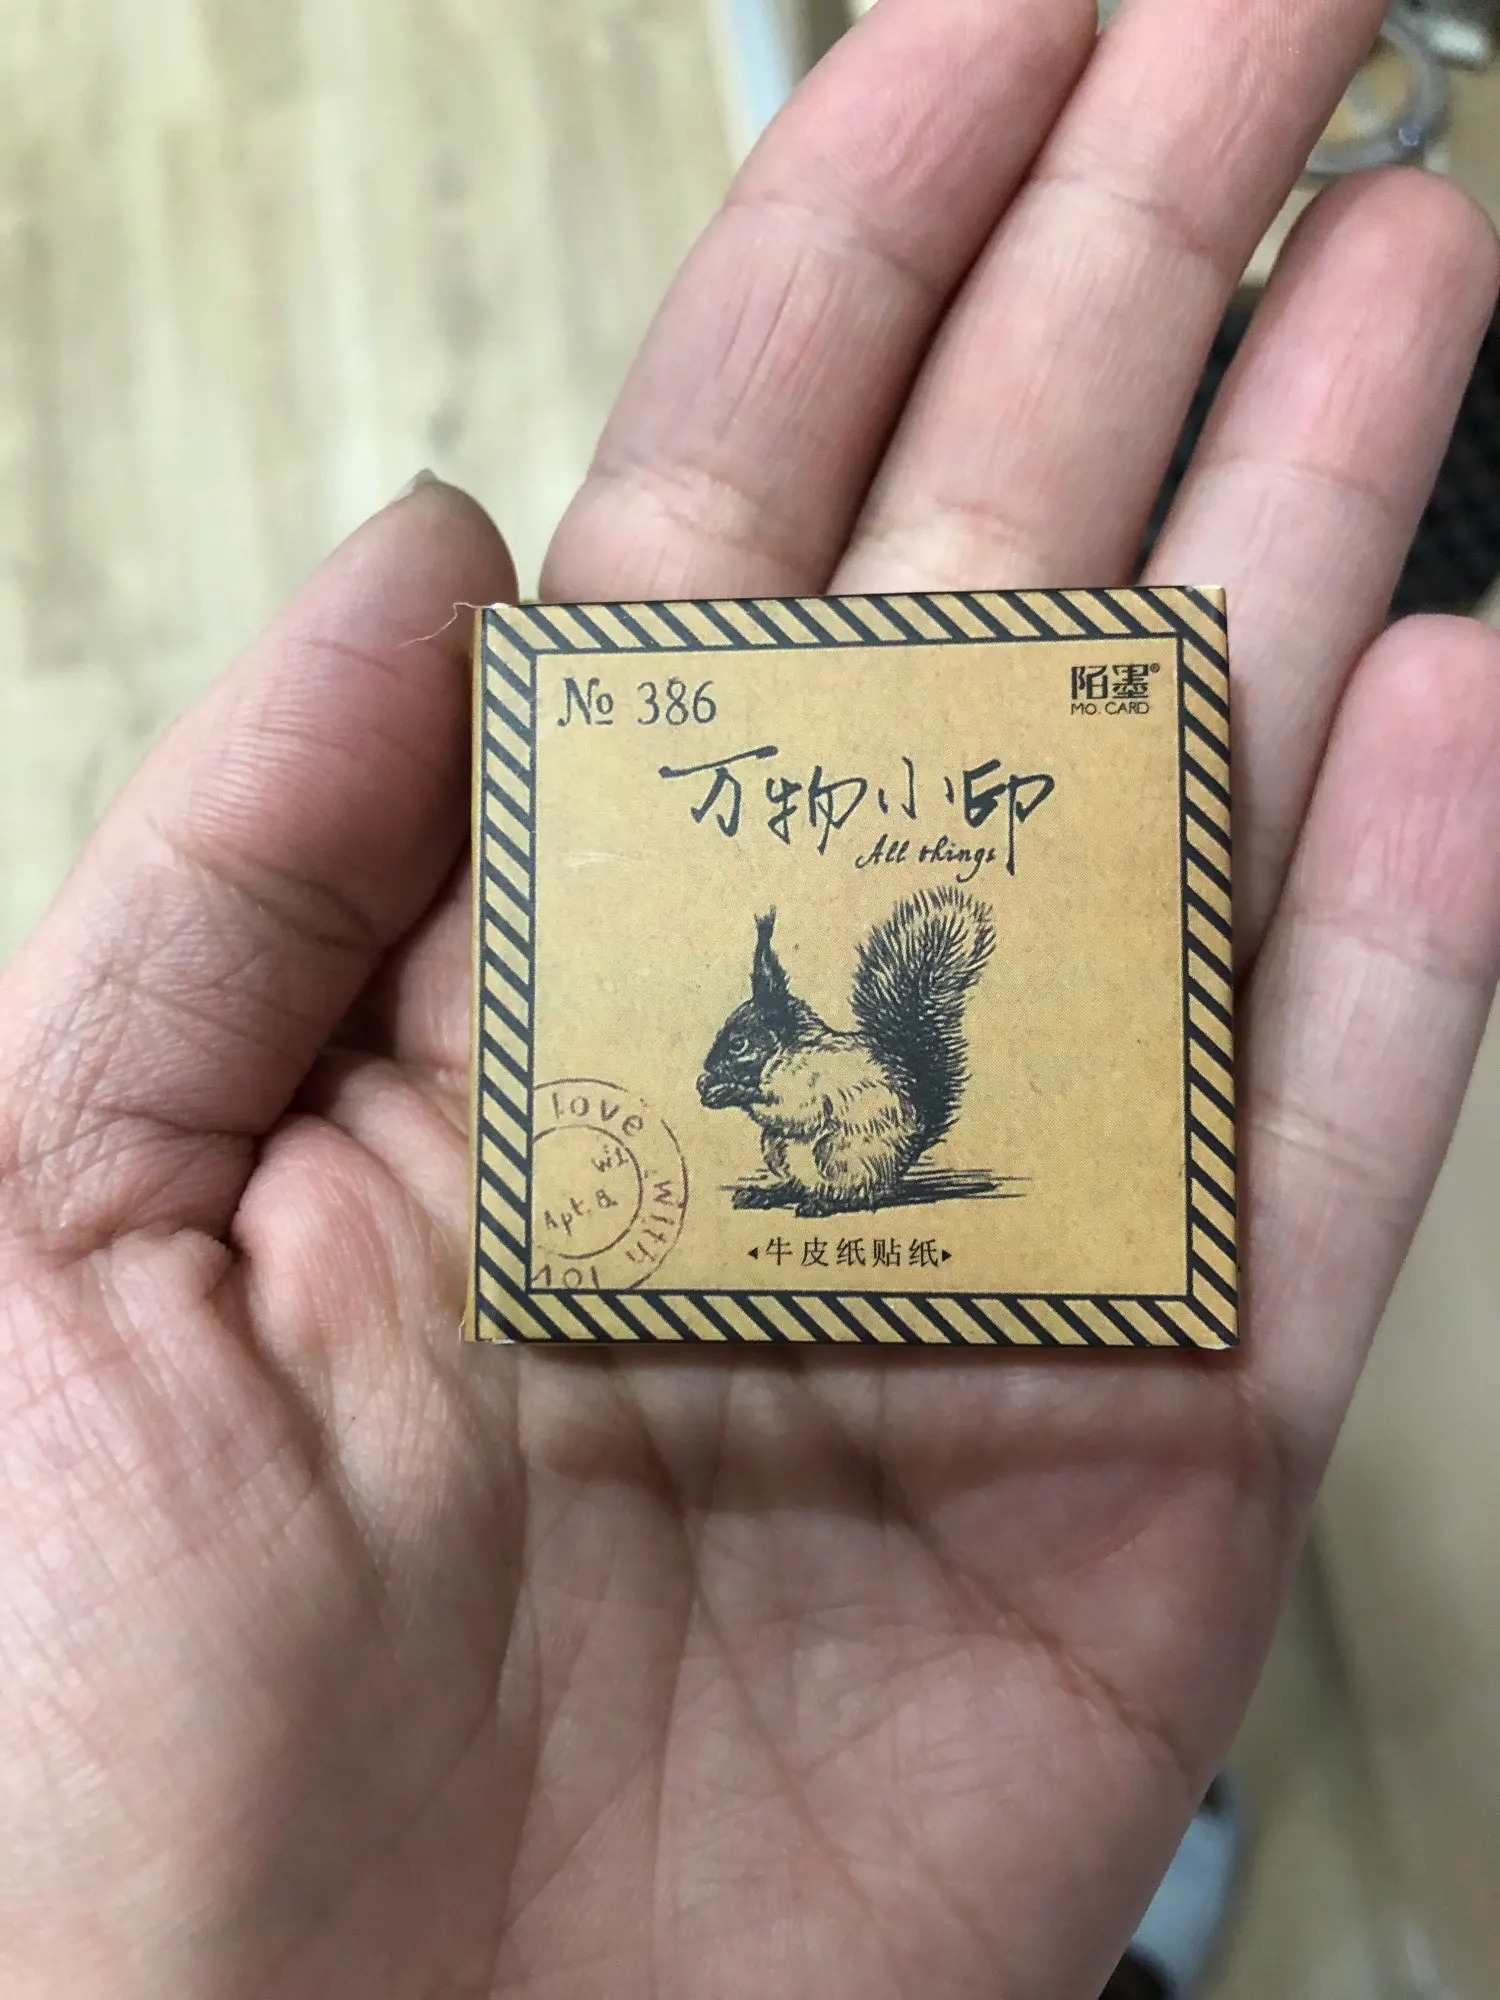 № 386
陌墨®
MO. CARD
万物小印
All things
love with lov
Apt. 8
◂牛皮纸贴纸▸